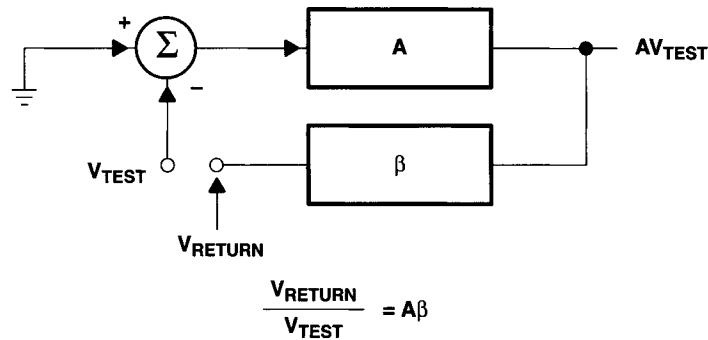 +
Σ
A
AV_TEST
−
V_TEST
β
V_RETURN
V_RETURN / V_TEST = Aβ